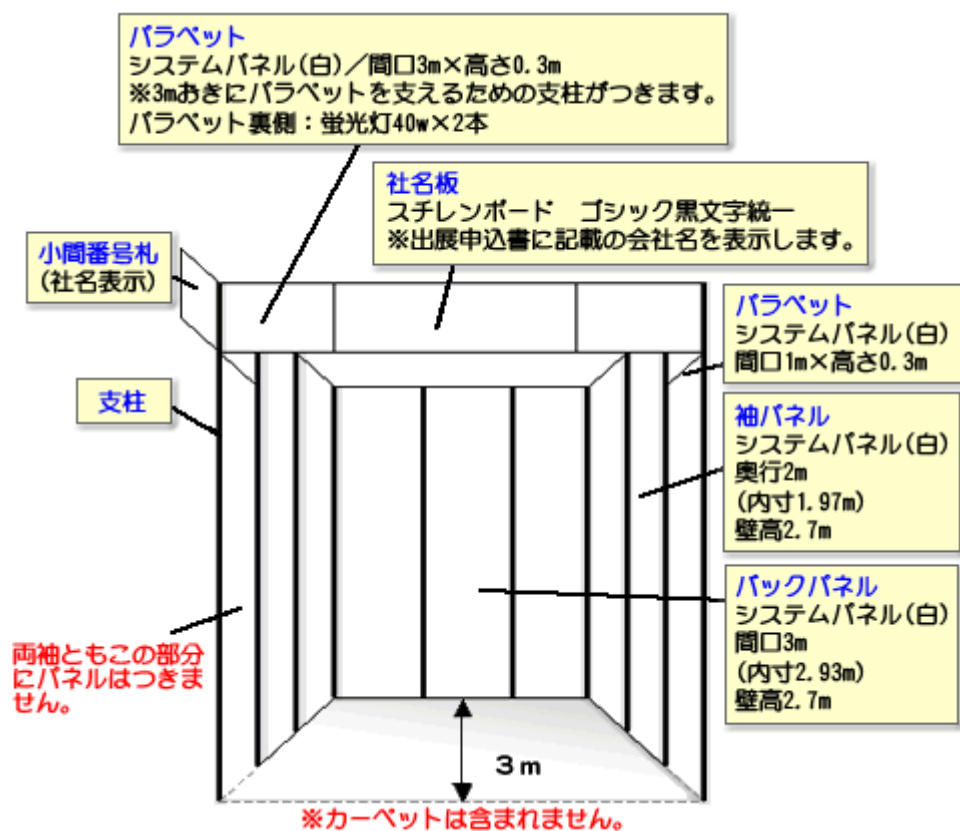 パラペット
システムパネル(白)／間口3m×高さ0.3m
※3mおきにパラペットを支えるための支柱がつきます。
パラペット裏側：蛍光灯40w×2本
社名板
スチレンボード　ゴシック黒文字統一
※出展申込書に記載の会社名を表示します。
小間番号札
(社名表示)
パラペット
システムパネル(白)
間口1m×高さ0.3m
支柱
袖パネル
システムパネル(白)
奥行2m
(内寸1.97m)
壁高2.7m
バックパネル
システムパネル(白)
間口3m
(内寸2.93m)
壁高2.7m
両袖ともこの部分
にパネルはつきま
せん。
３ｍ
※カーペットは含まれません。